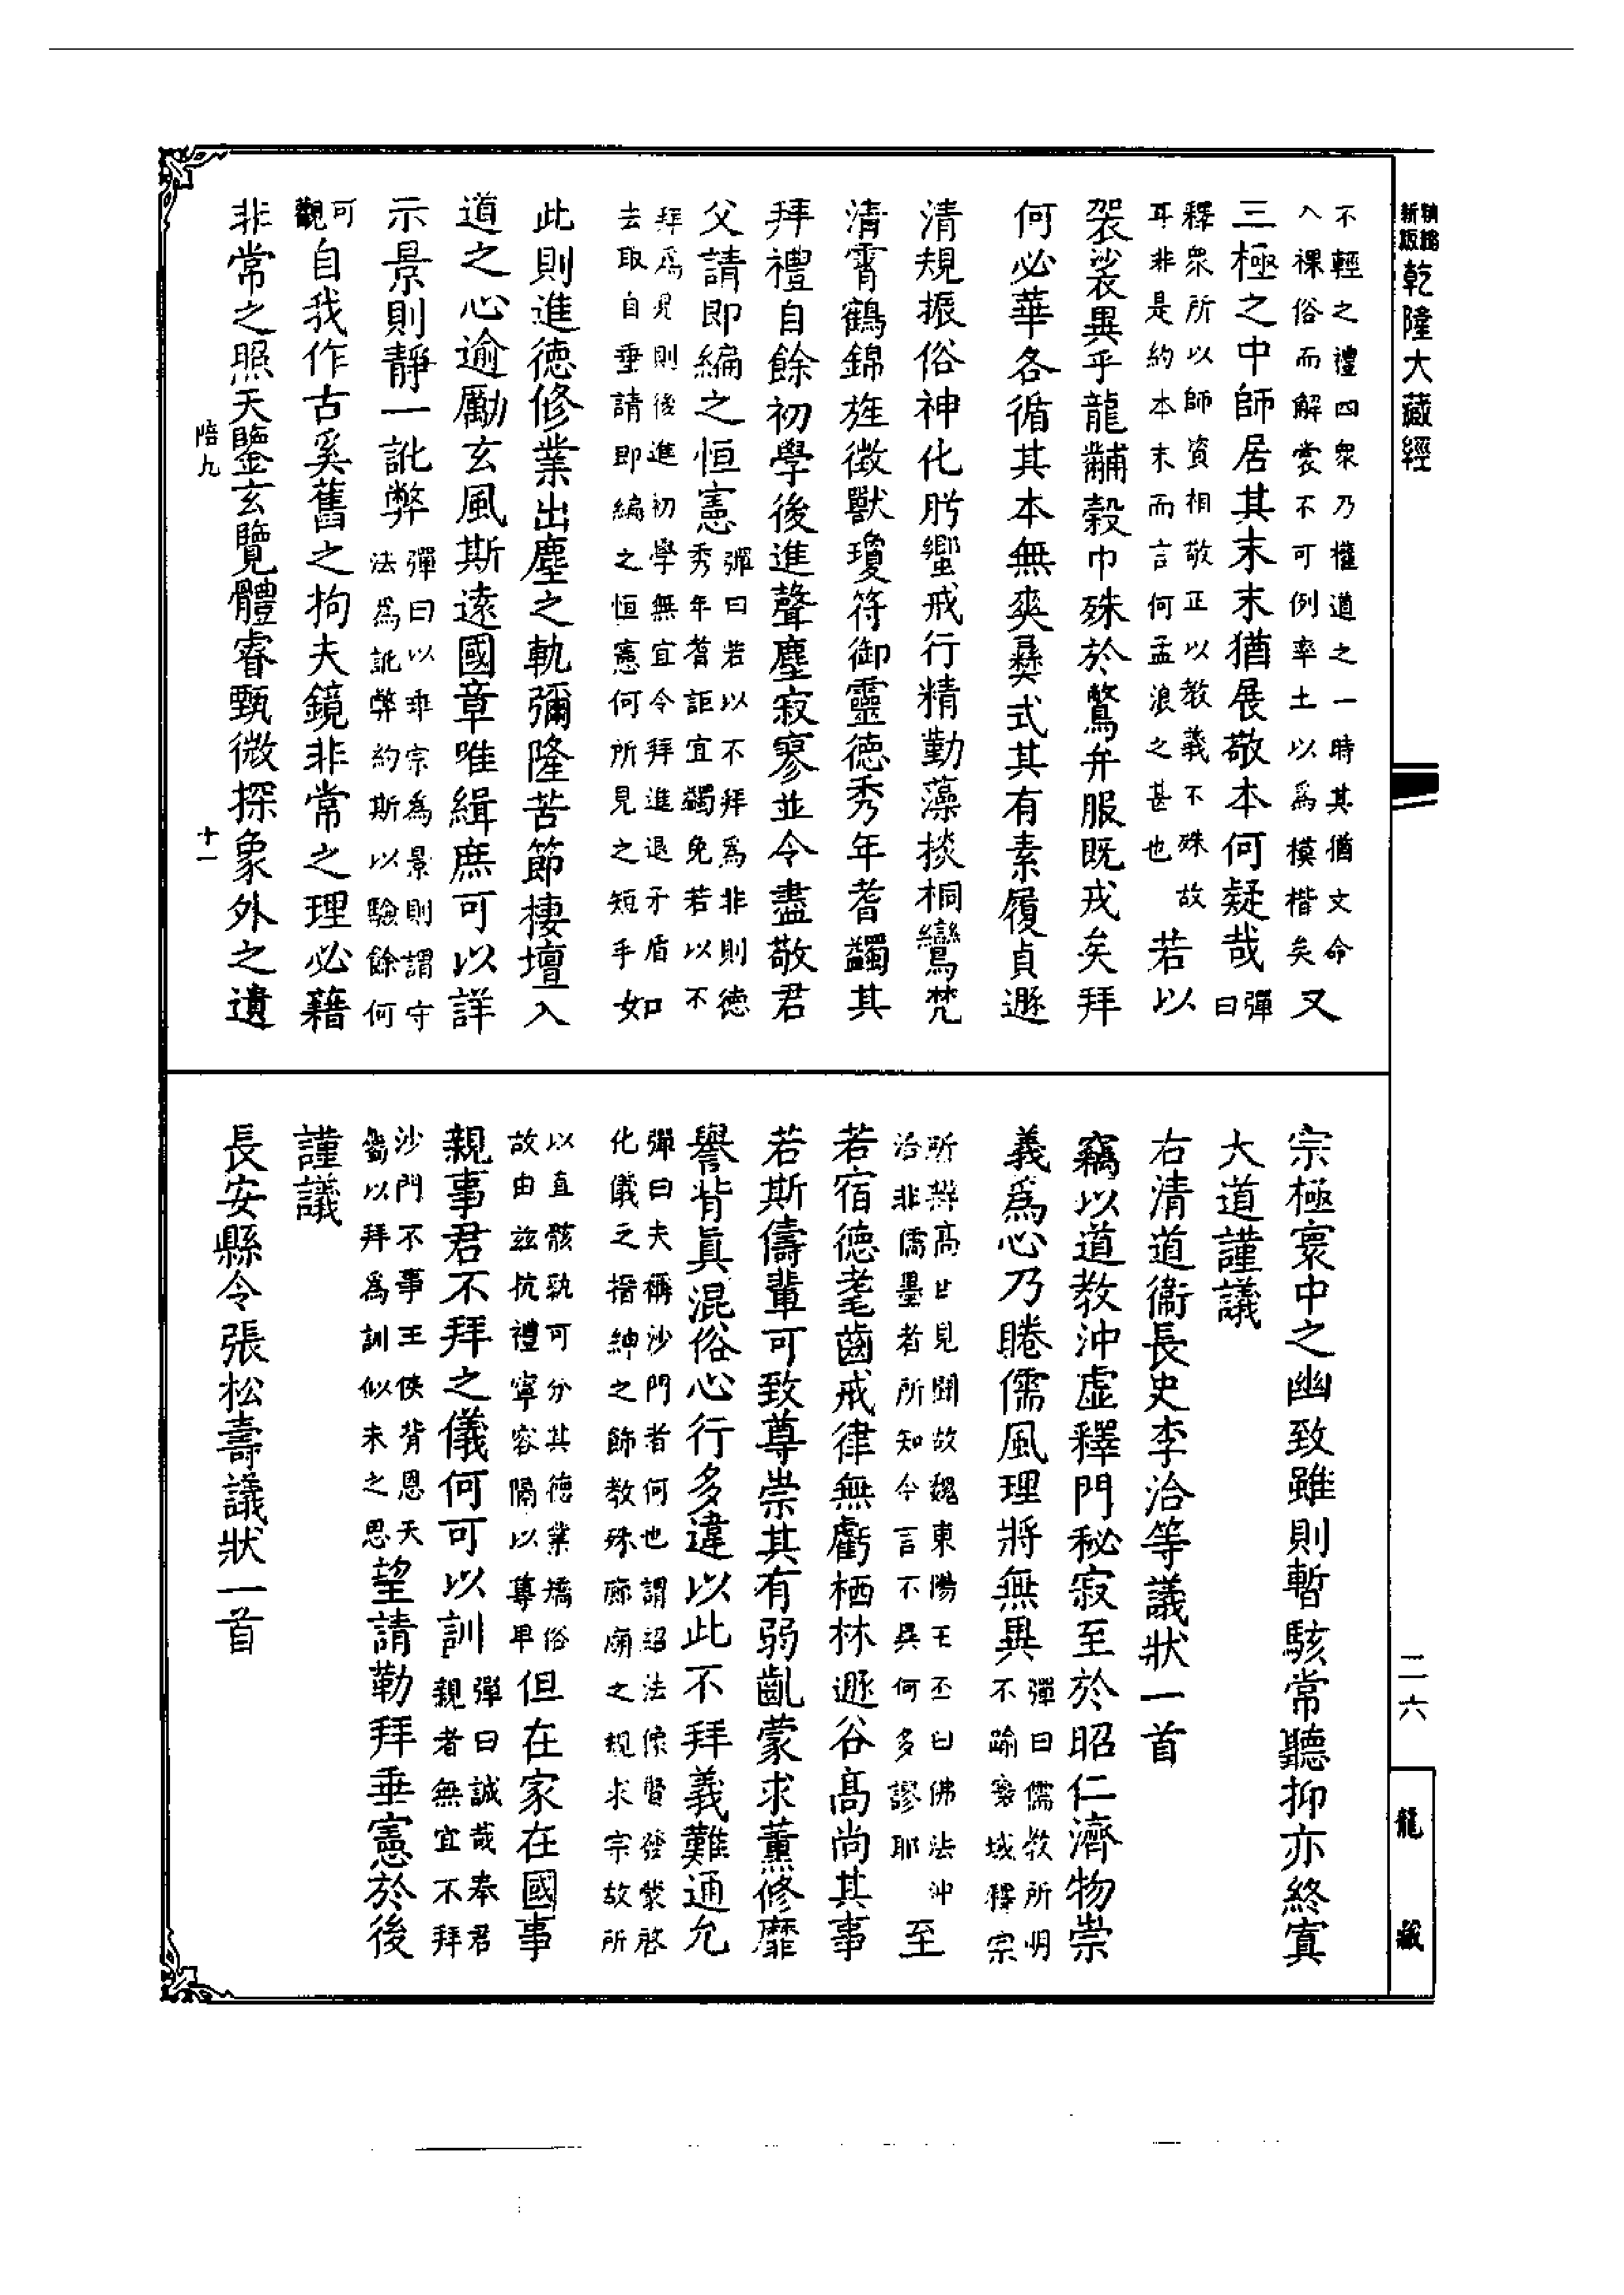 新版 乾隆大藏經
不輕之禮四衆乃權道之一時其猶文命
入裸俗而解裳不可例率土以爲模楷矣又
三極之中師居其末末猶展敬本何疑哉彈曰
釋衆所以師資相敬正以教義不殊故
耳非是約本末而言何孟浪之甚也若以
袈裟異乎龍黼縠巾殊於鷩弁服既戎矣拜
何必華各循其本無爽彞式其有素履貞遯
清規振俗神化肹蠁戒行精勤藻掞桐鸞梵
清霄鶴錦旌徵獸瓊符御靈德秀年耆蠲其
拜禮自餘初學後進聲塵寂寥並令盡敬君
父請即編之恒憲彈曰若以不拜爲非則德
秀年耆詎宜蠲免若以不
拜爲是則後進初學無宜令拜進退矛盾
去取自垂請即編之恒憲何所見之短乎如
此則進德修業出塵之軌彌隆苦節棲壇入
道之心逾勵玄風斯遠國章唯緝庶可以詳
示景則靜一訛弊彈曰以乖宗為景則謂守
法爲訛弊約斯以驗餘何
可觀自我作古奚舊之拘夫鏡非常之理必藉
非常之照天鑒玄覽體睿甄微探象外之遺
陪九 十一
宗極寰中之幽致雖則暫駭常聽抑亦終寘
大道謹議
右清道衞長史李洽等議狀一首
竊以道教沖虛釋門秘寂至於昭仁濟物崇
義爲心乃睠儒風理將無異彈曰儒教所明
不踰寰域釋宗
所辯高出見聞故魏東陽王丕曰佛法沖
洽非儒墨者所知今言不異何多謬耶至
若宿德耄齒戒律無虧栖林遯谷高尚其事
若斯儔輩可致尊崇其有弱齓蒙求薰修靡
譽背眞混俗心行多違以此不拜義難通允
彈曰夫稱沙門者何也謂紹法像賢發蒙啓
化儀之搢紳之飾教殊廊廟之規求宗故所
以直骸孰可分其德業矯俗
故由兹抗禮寧容隔以尊卑但在家在國事
親事君不拜之儀何可以訓彈曰誠哉奉君
親者無宜不拜
沙門不事王侯背恩天
屬以拜爲訓似未之思望請勒拜垂憲於後
謹議
長安縣令張松壽議狀一首
二六
龍藏